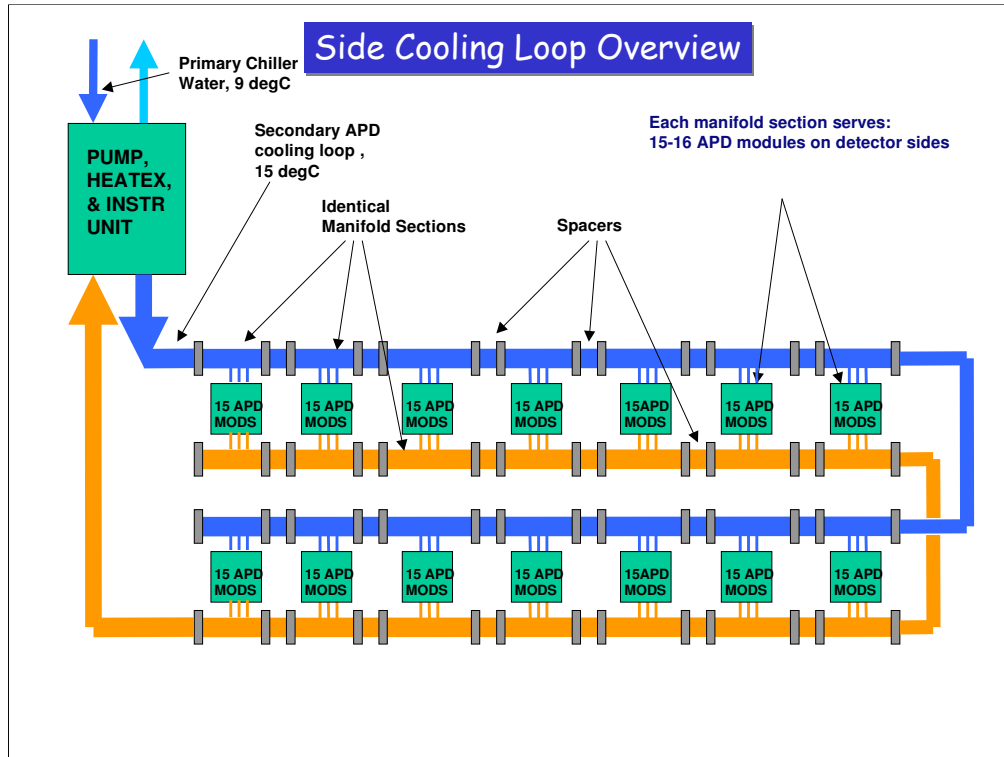 Side Cooling Loop Overview
Primary Chiller
Water, 9 degC
PUMP,
HEATEX,
& INSTR
UNIT
Secondary APD
cooling loop ,
15 degC
Identical
Manifold Sections
Spacers
Each manifold section serves:
15-16 APD modules on detector sides
15 APD
MODS
15 APD
MODS
15 APD
MODS
15 APD
MODS
15APD
MODS
15 APD
MODS
15 APD
MODS
15 APD
MODS
15 APD
MODS
15 APD
MODS
15 APD
MODS
15APD
MODS
15 APD
MODS
15 APD
MODS